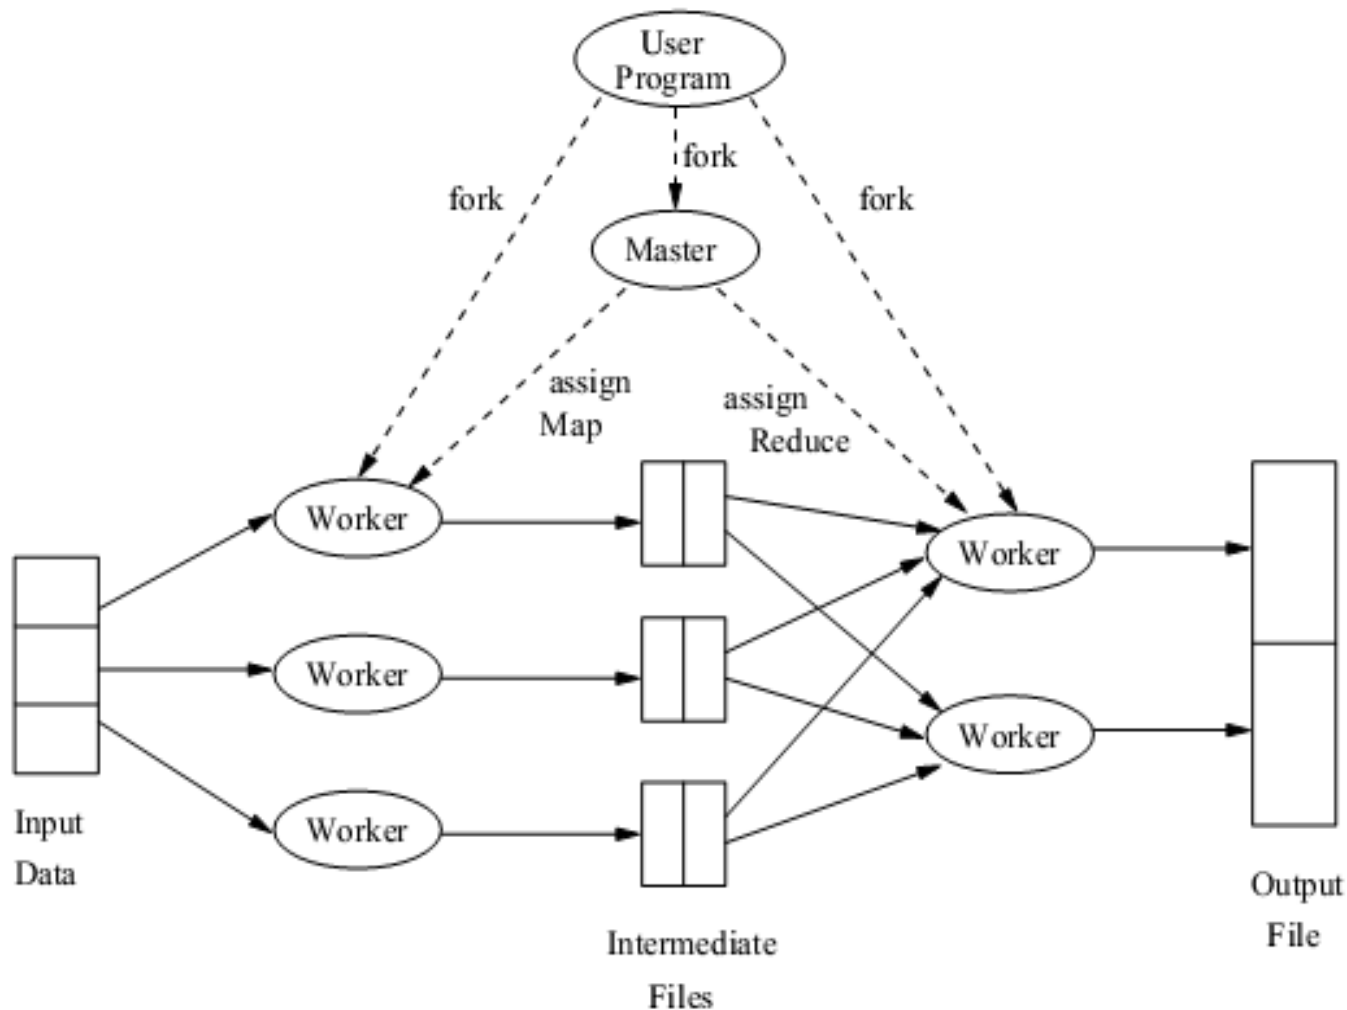 User
Program
fork
fork
fork
Master
assign
Map
assign
Reduce
Worker
Worker
Worker
Worker
Worker
Input
Data
Intermediate
Files
Output
File